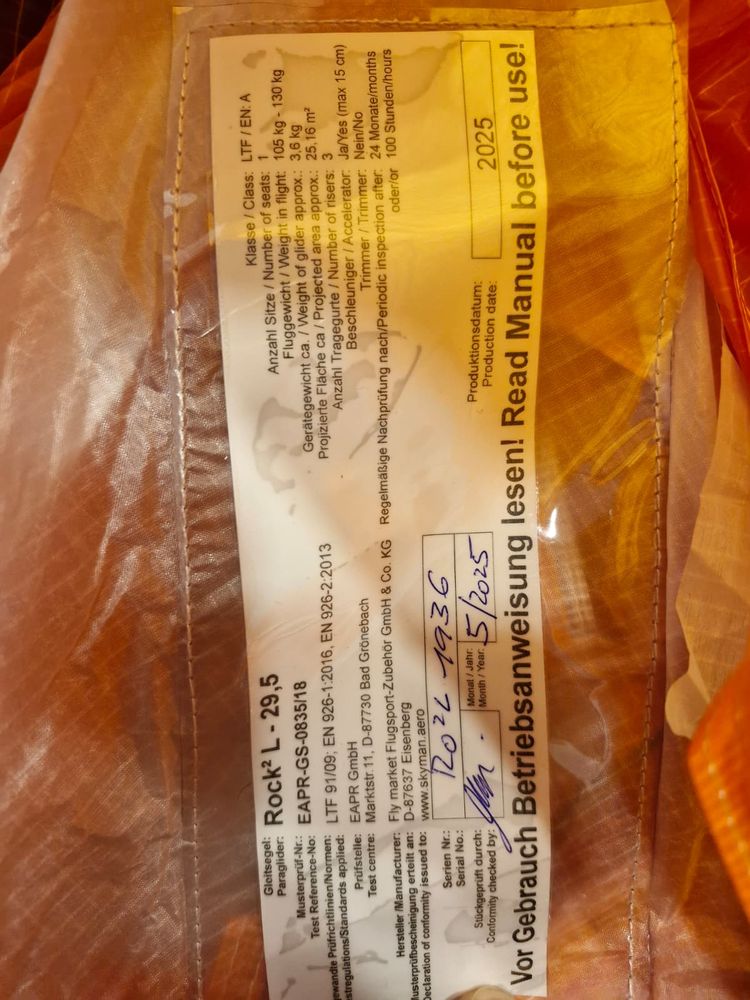 Gleitsegel: Rock² L - 29,5
Paraglider:
Musterprüf-Nr.: EAPR-GS-0835/18
Test Reference-No:
gewandte Prüfrichtlinien/Normen: LTF 91/09; EN 926-1:2016, EN 926-2:2013
estregulations/Standards applied:
Prüfstelle: EAPR GmbH
Test centre: Marktstr.11, D-87730 Bad Grönebach
Hersteller /Manufacturer: Fly market Flugsport-Zubehör GmbH & Co. KG
Musterprüfbescheinigung erteilt an: D-87637 Eisenberg
Declaration of conformity issued to: www.skyman.aero
Serien Nr.: RO2L-1936
Serial No.:
Stückgeprüft durch: Monat / Jahr: 5/2025
Conformity checked by: Month / Year:
Klasse / Class: LTF / EN: A
Anzahl Sitze / Number of seats: 1
Fluggewicht / Weight in flight: 105 kg - 130 kg
Gerätegewicht ca. / Weight of glider approx.: 3,6 kg
Projizierte Fläche ca / Projected area approx.: 25,16 m²
Anzahl Tragegurte / Number of risers: 3
Beschleuniger / Accelerator: Ja/Yes (max 15 cm)
Trimmer / Trimmer: Nein/No
Regelmäßige Nachprüfung nach/Periodic inspection after: 24 Monate/months
oder/or 100 Stunden/hours
Produktionsdatum: 2025
Production date:
Vor Gebrauch Betriebsanweisung lesen! Read Manual before use!